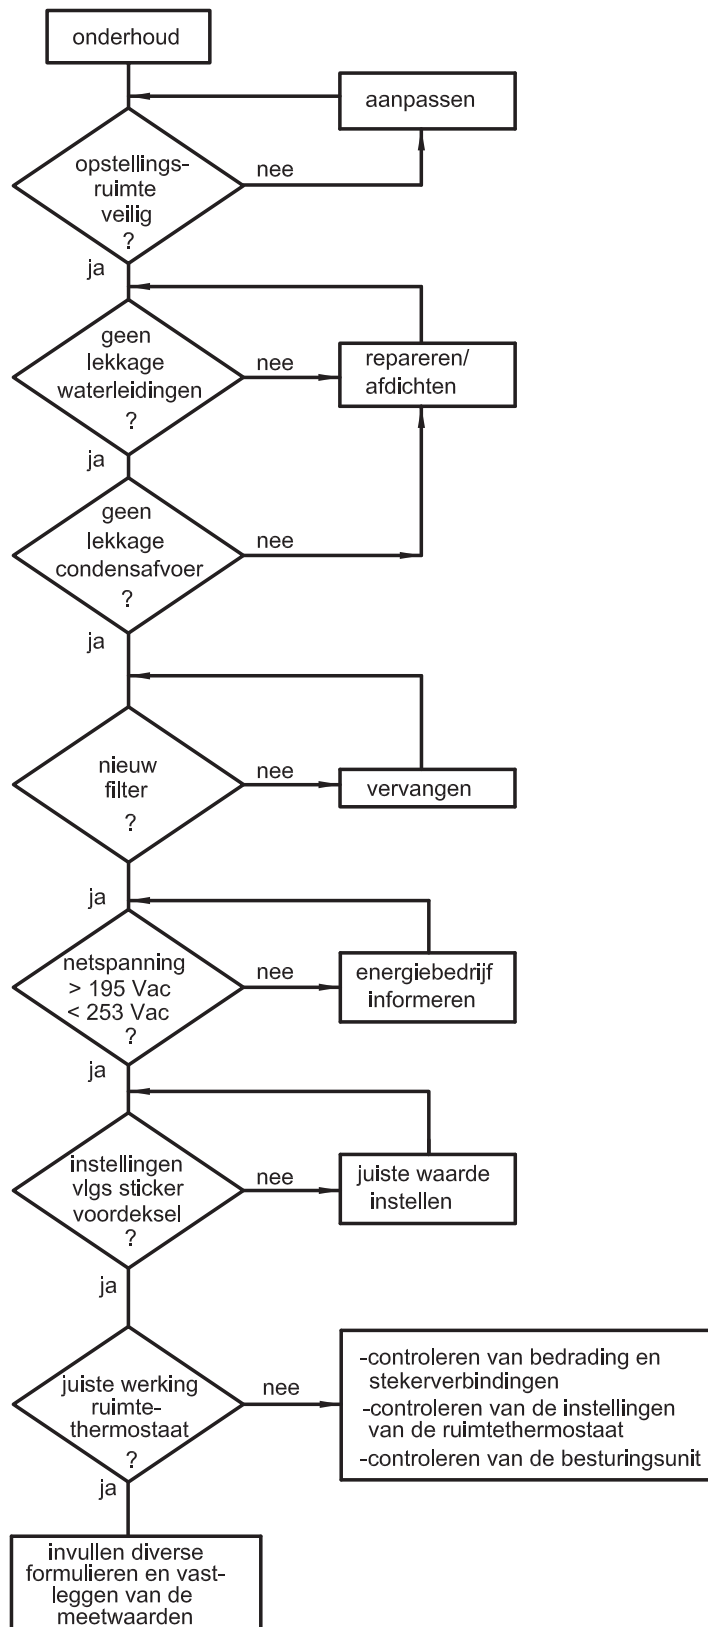 onderhoud
aanpassen
opstellings-
ruimte
veilig
?
nee
ja
geen
lekkage
waterleidingen
?
nee
repareren/
afdichten
ja
geen
lekkage
condensafvoer
?
nee
ja
nieuw
filter
?
nee
vervangen
ja
netspanning
> 195 Vac
< 253 Vac
?
nee
energiebedrijf
informeren
ja
instellingen
vlgs sticker
voordeksel
?
nee
juiste waarde
instellen
ja
juiste werking
ruimte-
thermostaat
?
nee
-controleren van bedrading en
stekerverbindingen
-controleren van de instellingen
van de ruimtethermostaat
-controleren van de besturingsunit
ja
invullen diverse
formulieren en vast-
leggen van de
meetwaarden